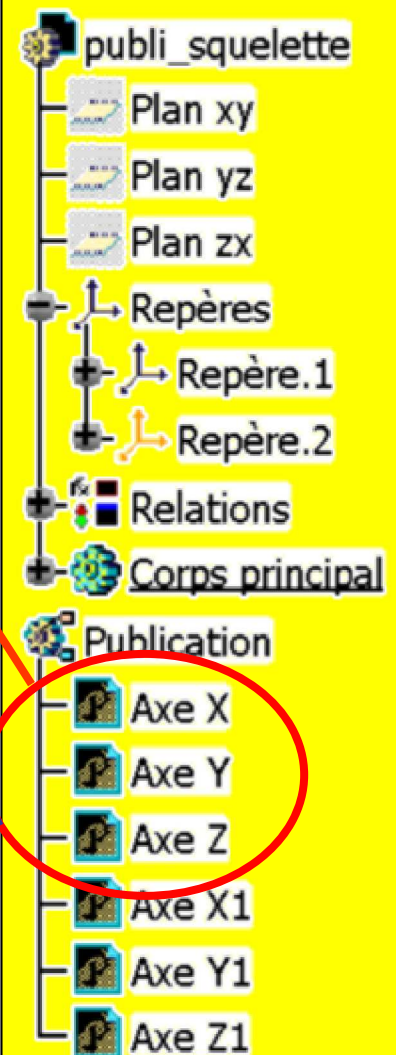 publi_squelette
Plan xy
Plan yz
Plan zx
Repères
Repère.1
Repère.2
Relations
Corps principal
Publication
Axe X
Axe Y
Axe Z
Axe X1
Axe Y1
Axe Z1